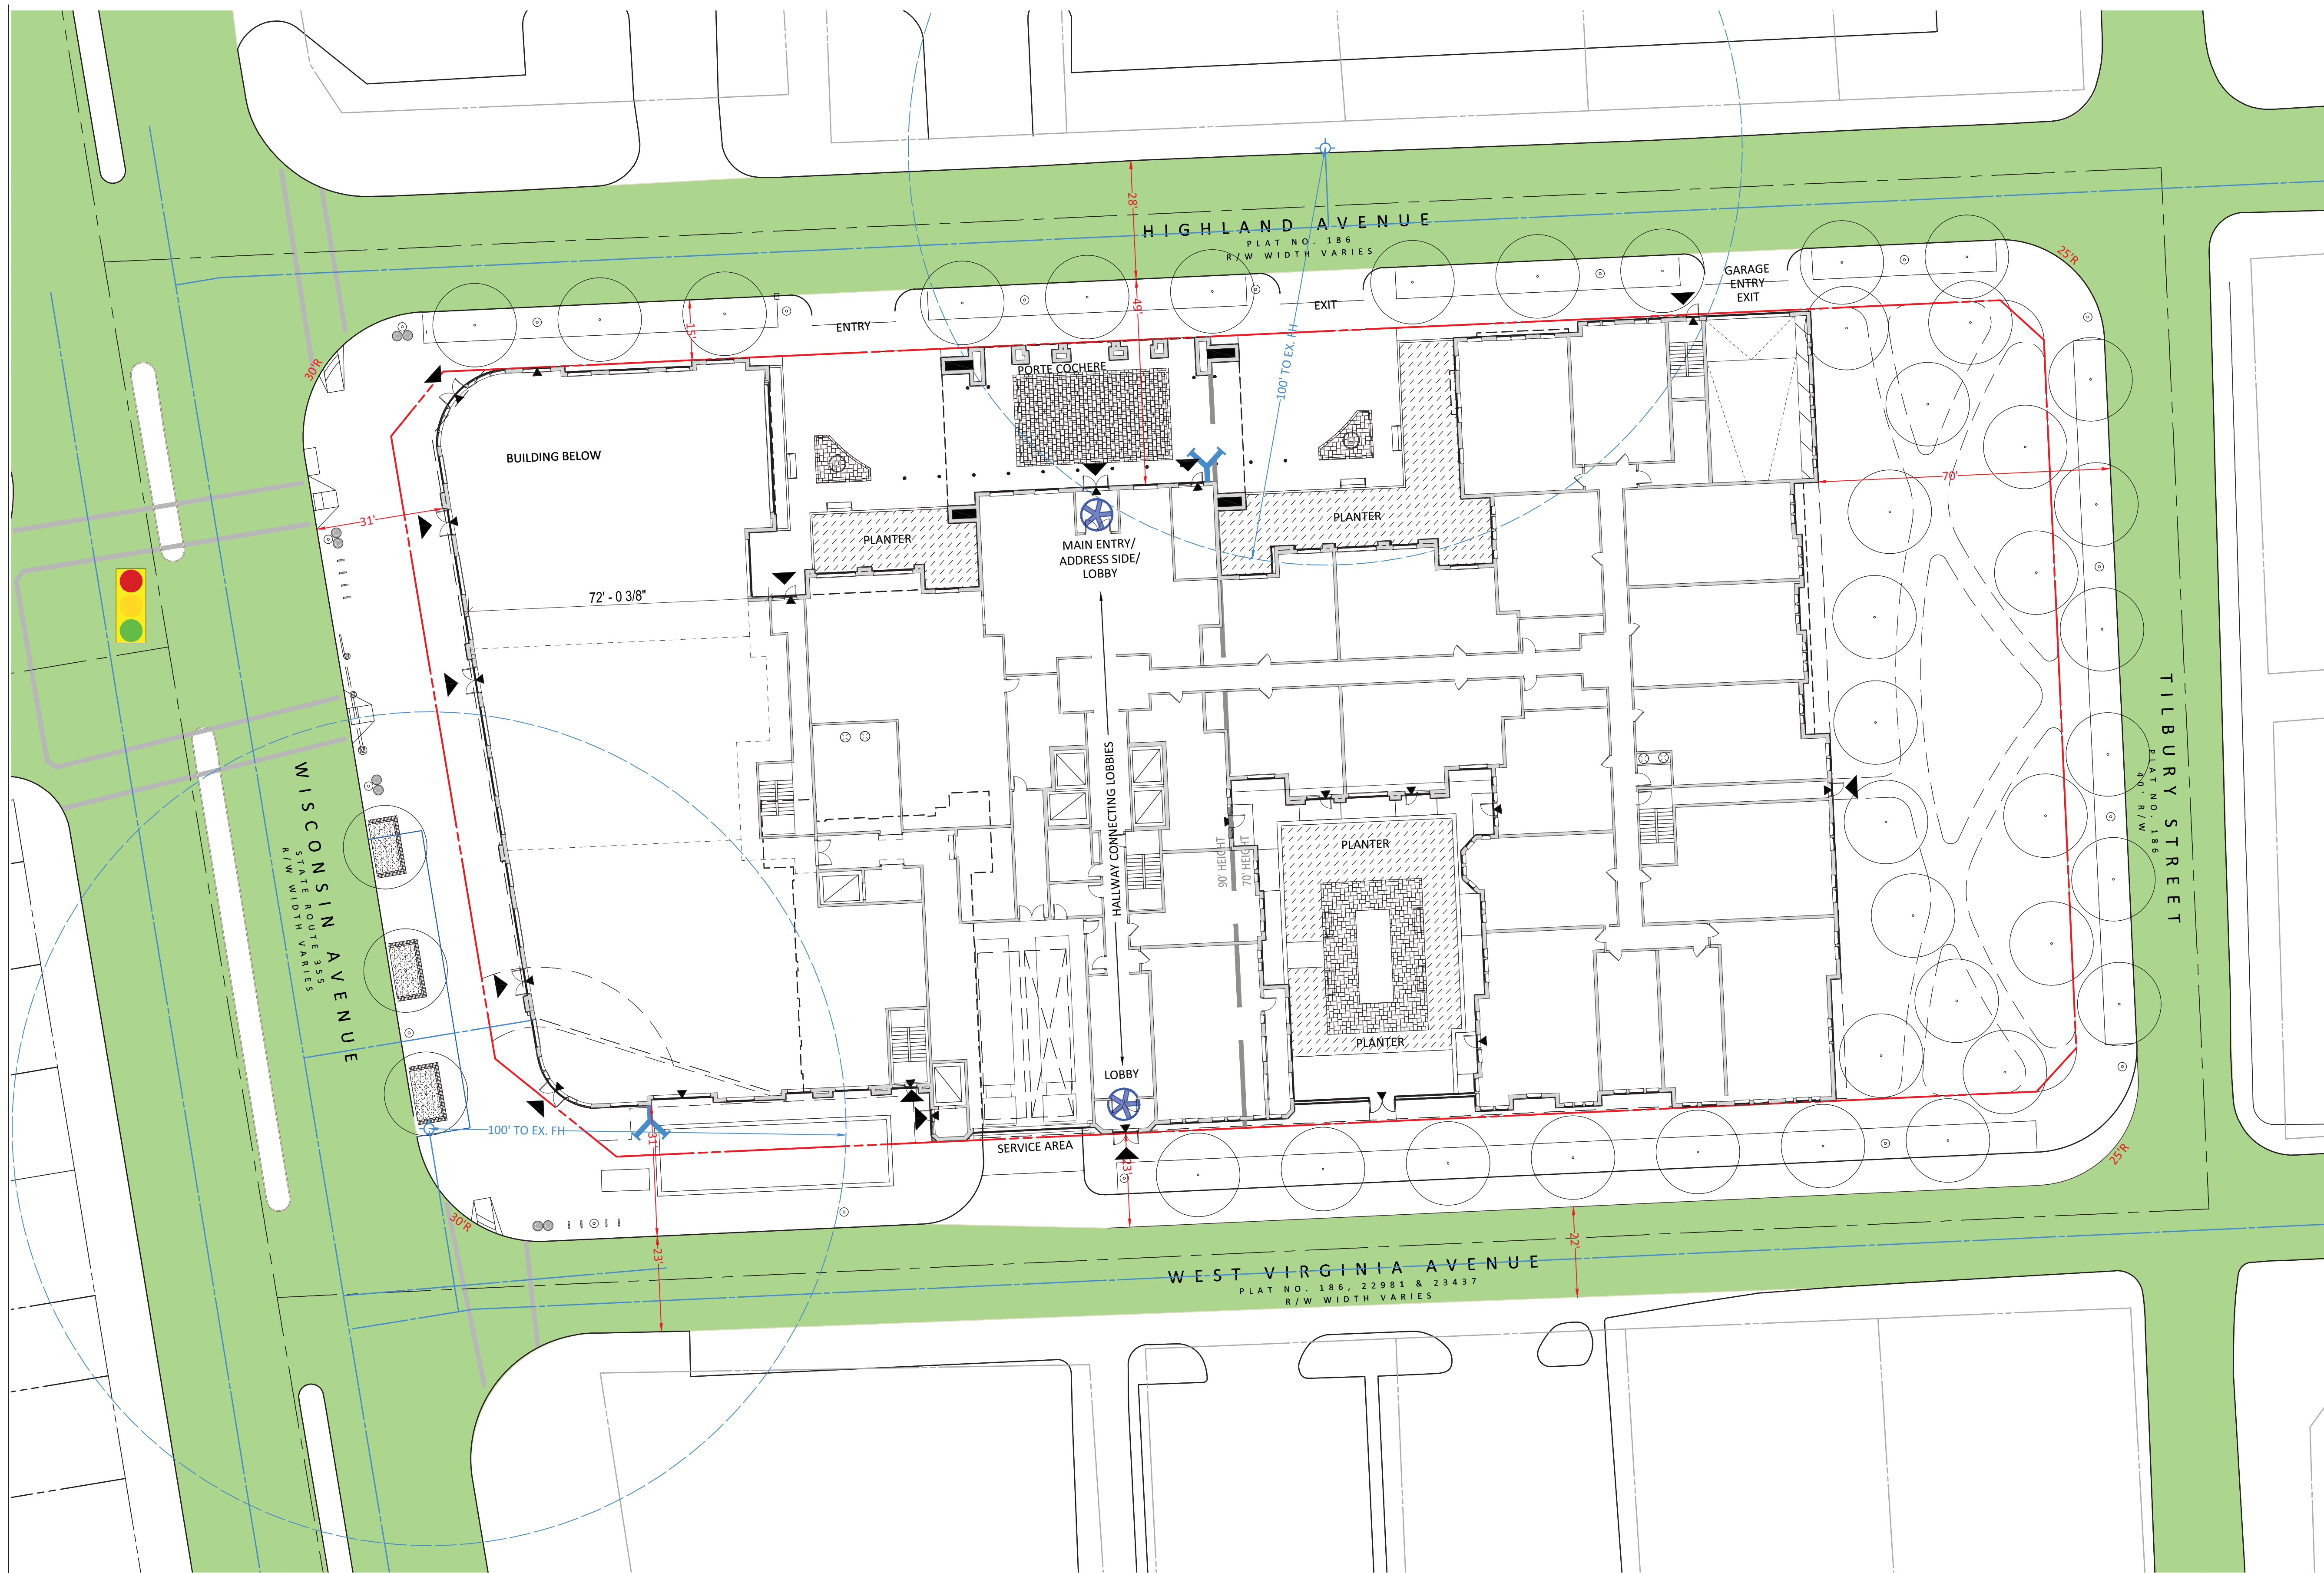 28'
HIGHLAND AVENUE
PLAT NO. 186
R/W WIDTH VARIES
25'R
GARAGE
ENTRY
EXIT
49'
EXIT
15'
ENTRY
100' TO EX. FH
30'R
PORTE COCHERE
BUILDING BELOW
70'
31'
PLANTER
PLANTER
MAIN ENTRY/
ADDRESS SIDE/
LOBBY
72' - 0 3/8"
HALLWAY CONNECTING LOBBIES
TILBURY STREET
PLAT NO. 186
40' R/W
WISCONSIN AVENUE
STATE ROUTE 355
R/W WIDTH VARIES
90' HEIGHT
70' HEIGHT
PLANTER
PLANTER
LOBBY
100' TO EX. FH
31'
SERVICE AREA
23'
25'R
30'R
23'
22'
WEST VIRGINIA AVENUE
PLAT NO. 186, 22981 & 23437
R/W WIDTH VARIES